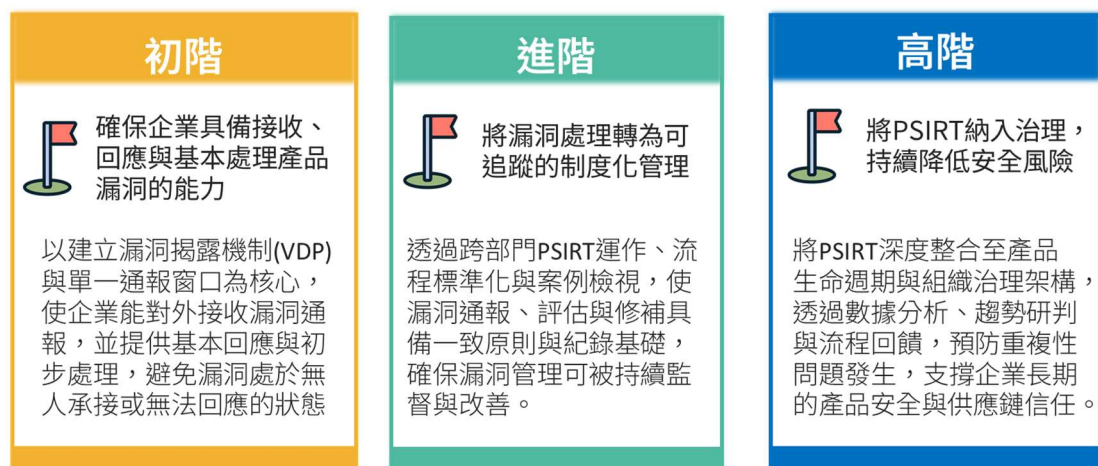 初階
確保企業具備接收、
回應與基本處理產品
漏洞的能力
以建立漏洞揭露機制(VDP)
與單一通報窗口為核心，
使企業能對外接收漏洞通
報，並提供基本回應與初
步處理，避免漏洞處於無
人承接或無法回應的狀態
進階
將漏洞處理轉為可
追蹤的制度化管理
透過跨部門PSIRT運作、流
程標準化與案例檢視，使
漏洞通報、評估與修補具
備一致原則與紀錄基礎，
確保漏洞管理可被持續監
督與改善。
高階
將PSIRT納入治理，
持續降低安全風險
將PSIRT深度整合至產品
生命週期與組織治理架構，
透過數據分析、趨勢研判
與流程回饋，預防重複性
問題發生，支撐企業長期
的產品安全與供應鏈信任。